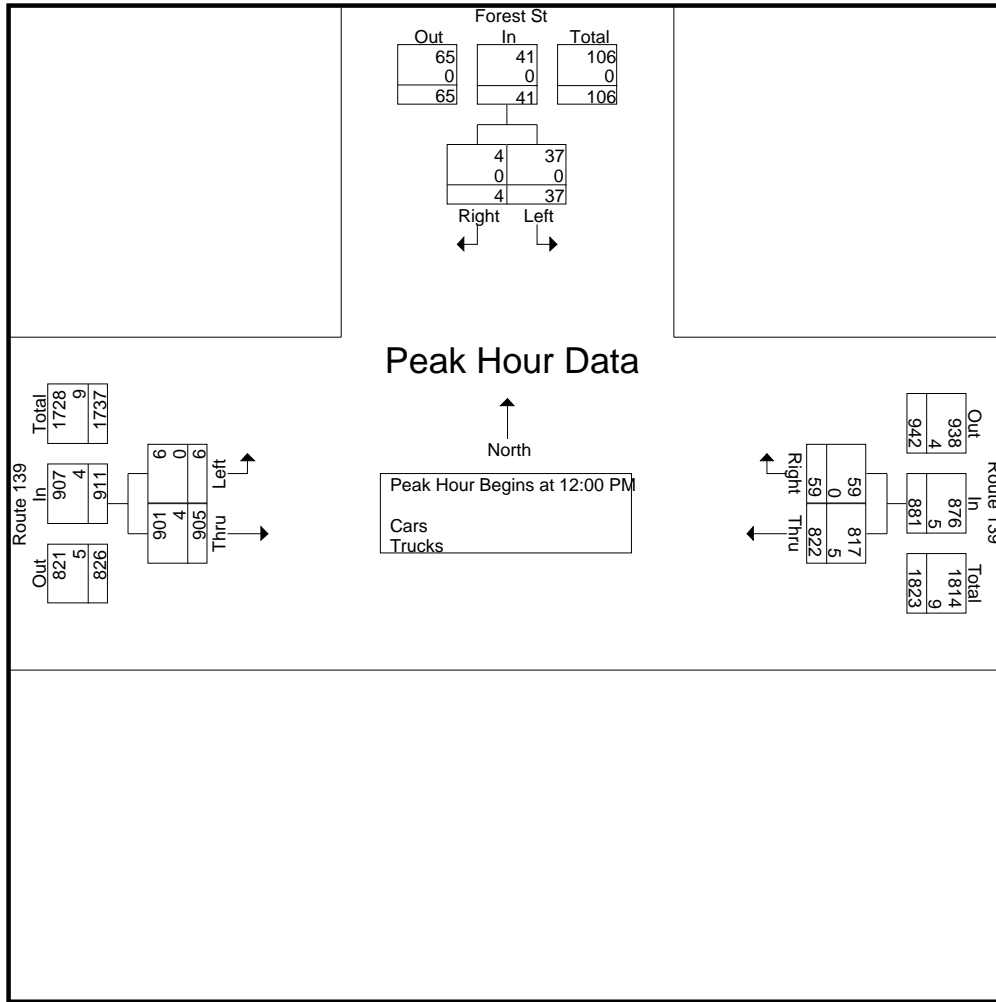 Forest St
Out In Total
65 41 106
0 0 0
65 41 106
4 37
0 0
4 37
Right Left
Peak Hour Data
North
Peak Hour Begins at 12:00 PM
Cars
Trucks
Route 139
Total
1728
9
1737
In
907
4
911
Out
821
5
826
6
0
6
Left
901
4
905
Thru
Route 139
Out
938
4
942
In
876
5
881
Total
1814
9
1823
Right
59
0
59
Thru
817
5
822